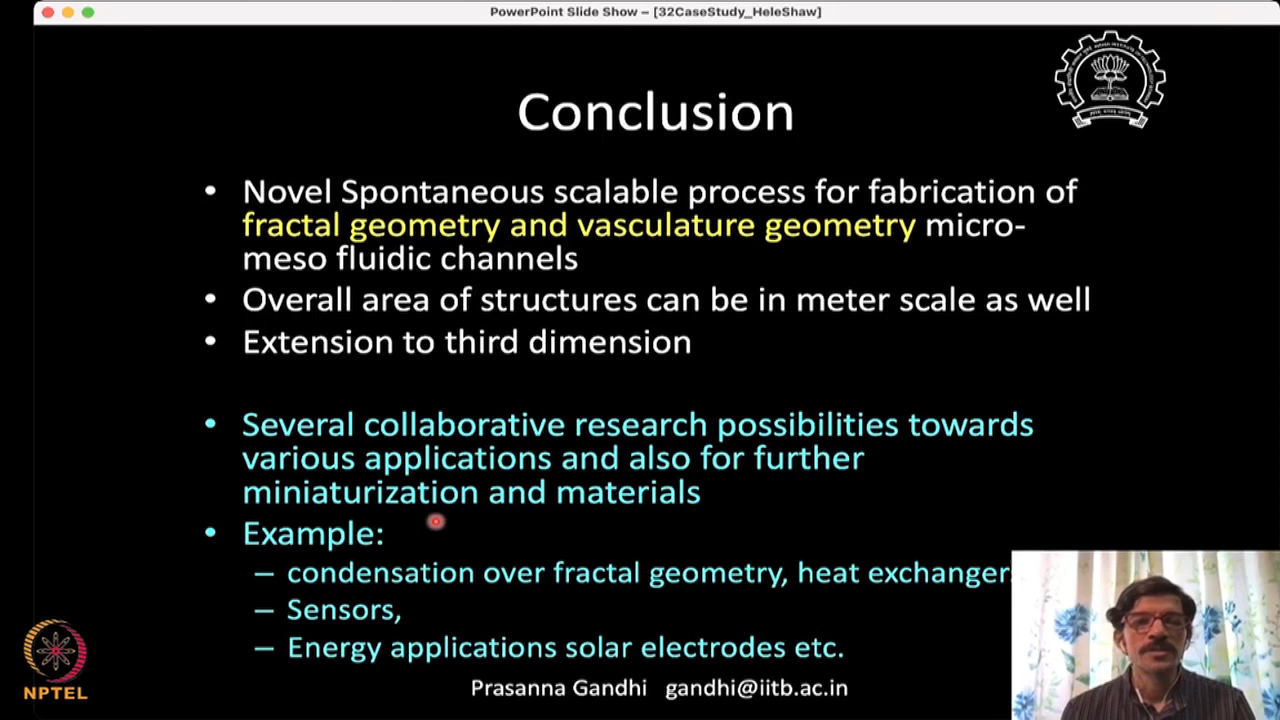 PowerPoint Slide Show – [32CaseStudy_HeleShaw]
Conclusion
• Novel Spontaneous scalable process for fabrication of
fractal geometry and vasculature geometry micro-
meso fluidic channels
• Overall area of structures can be in meter scale as well
• Extension to third dimension
• Several collaborative research possibilities towards
various applications and also for further
miniaturization and materials
• Example:
– condensation over fractal geometry, heat exchanger
– Sensors,
– Energy applications solar electrodes etc.
Prasanna Gandhi gandhi@iitb.ac.in
NPTEL